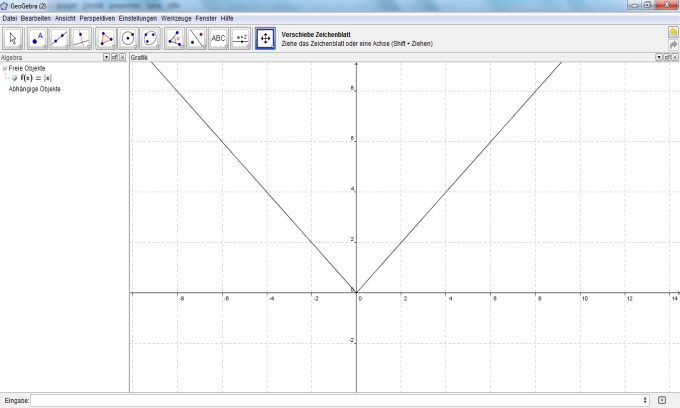 GeoGebra (2)
Datei Bearbeiten Ansicht Perspektiven Einstellungen Werkzeuge Fenster Hilfe
A
α
ABC
a=2
Verschiebe Zeichenblatt
Ziehe das Zeichenblatt oder eine Achse (Shift + Ziehen)
Algebra
Grafik
Freie Objekte
f(x) = |x|
Abhängige Objekte
8
6
4
2
0
-8 -6 -4 -2 0 2 4 6 8 10 12 14
-2
Eingabe: